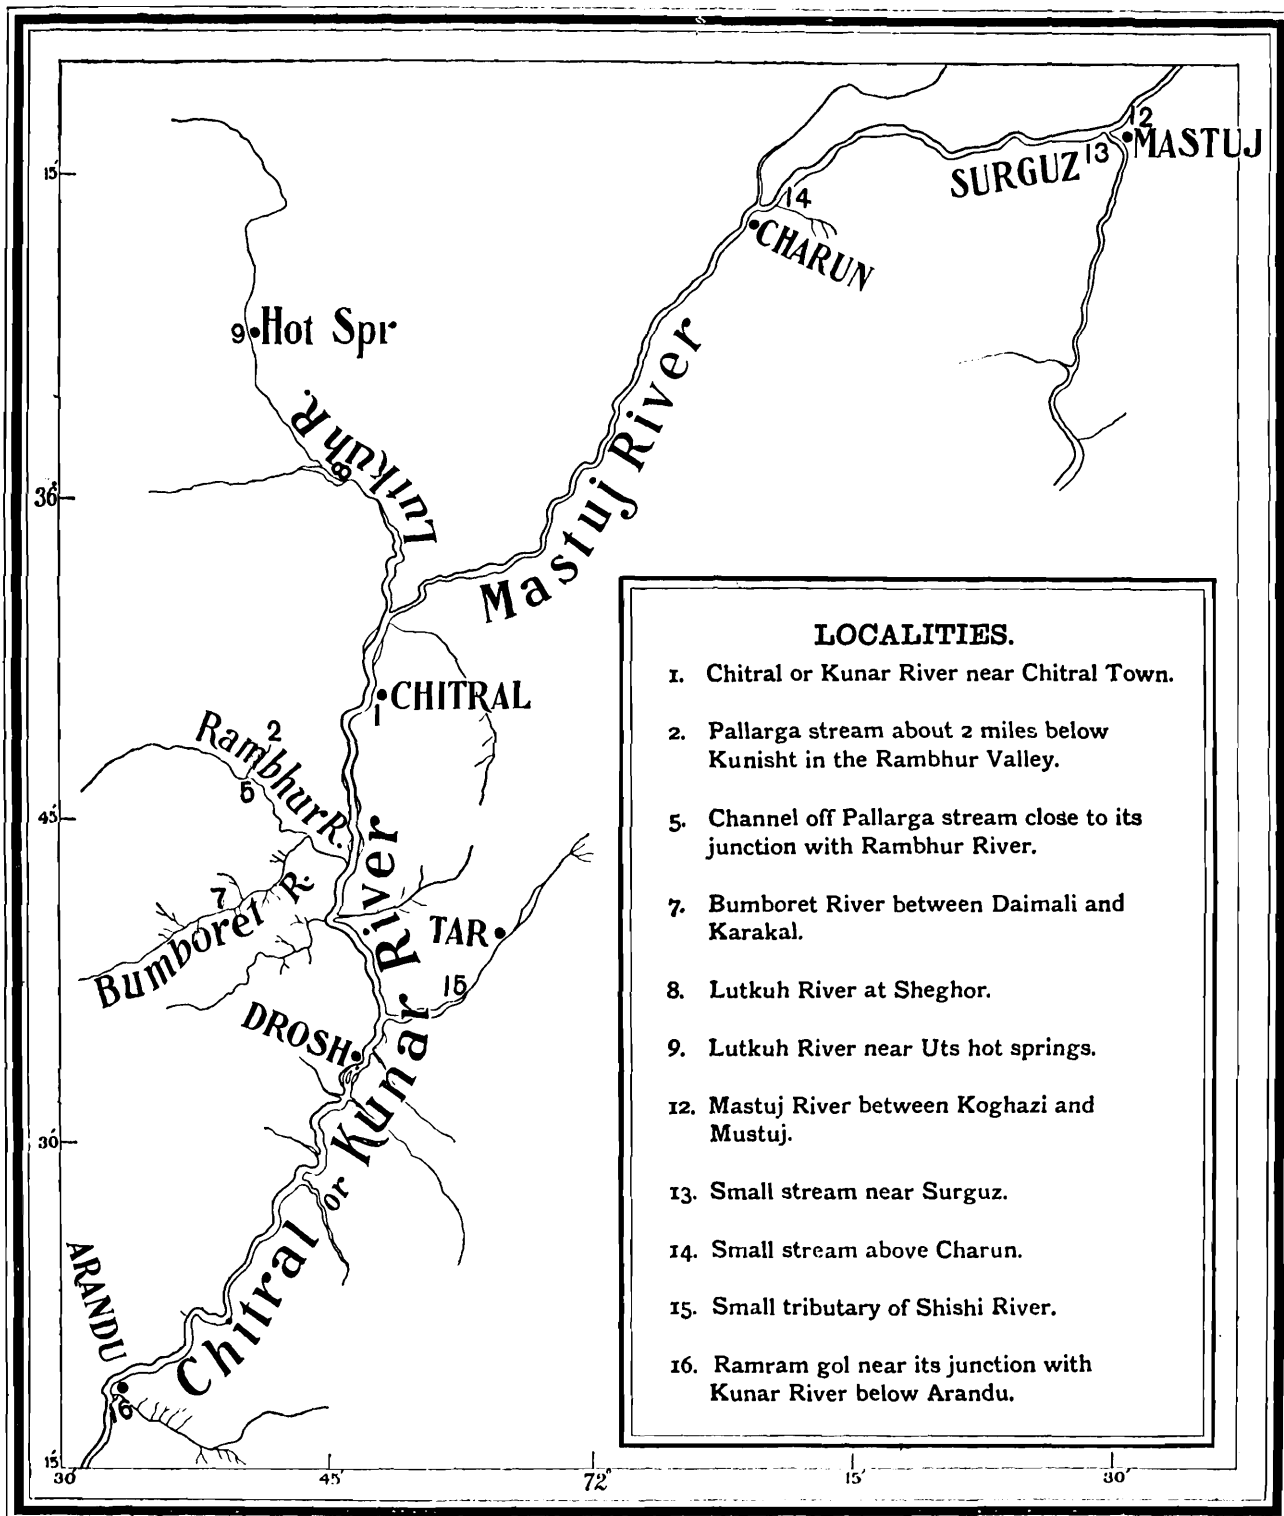 12
MASTUJ
13
SURGUZ
15'
14
CHARUN
9
Hot Spr
Lutkuh R.
8
Mastuj River
36°
CHITRAL
1
2
Rambhur R.
5
45'
7
Bumboret R.
TAR
15
DROSH
Chitral or Kunar River
30'
ARANDU
16
15'
30'
45'
72°
15'
30'
LOCALITIES.
1. Chitral or Kunar River near Chitral Town.
2. Pallarga stream about 2 miles below
Kunisht in the Rambhur Valley.
5. Channel off Pallarga stream close to its
junction with Rambhur River.
7. Bumboret River between Daimali and
Karakal.
8. Lutkuh River at Sheghor.
9. Lutkuh River near Uts hot springs.
12. Mastuj River between Koghazi and
Mustuj.
13. Small stream near Surguz.
14. Small stream above Charun.
15. Small tributary of Shishi River.
16. Ramram gol near its junction with
Kunar River below Arandu.